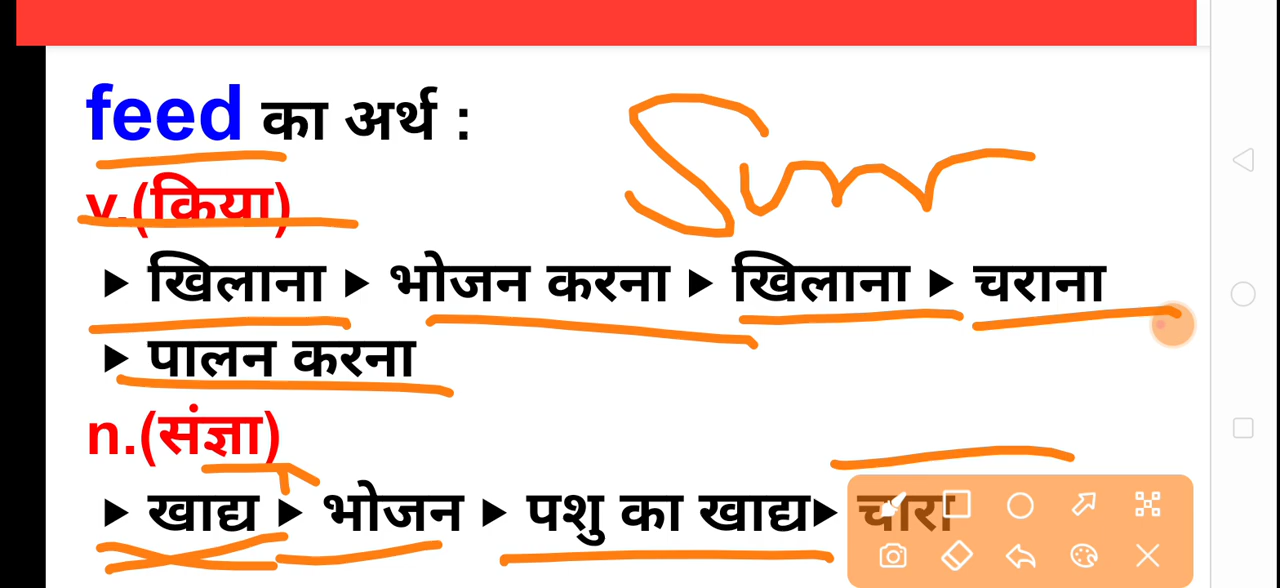 feed का अर्थ :
v.(क्रिया)
▶ खिलाना ▶ भोजन करना ▶ खिलाना ▶ चराना
▶ पालन करना
n.(संज्ञा)
▶ खाद्य ▶ भोजन ▶ पशु का खाद्य▶ चारा